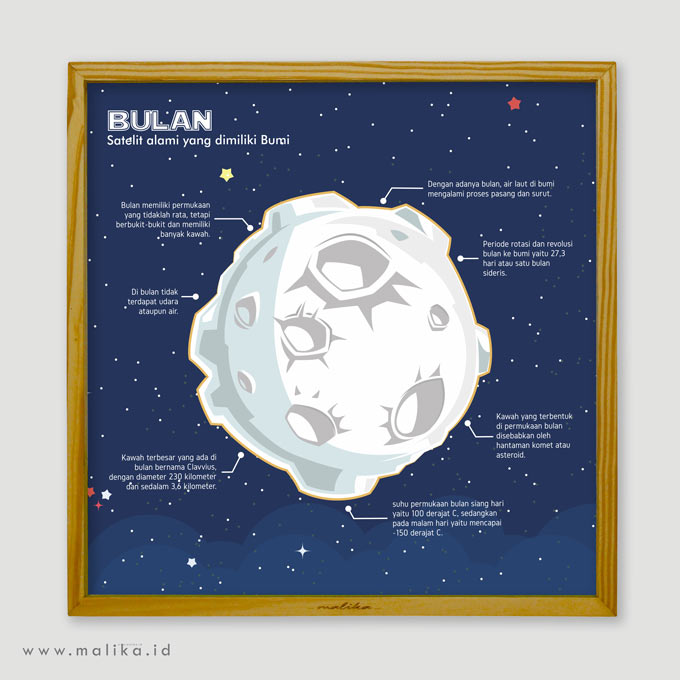 BULAN
Satelit alami yang dimiliki Bumi
Dengan adanya bulan, air laut di bumi
mengalami proses pasang dan surut.
Bulan memiliki permukaan
yang tidaklah rata, tetapi
berbukit-bukit dan memiliki
banyak kawah.
Periode rotasi dan revolusi
bulan ke bumi yaitu 27,3
hari atau satu bulan
sideris.
Di bulan tidak
terdapat udara
ataupun air.
Kawah yang terbentuk
di permukaan bulan
disebabkan oleh
hantaman komet atau
asteroid.
Kawah terbesar yang ada di
bulan bernama Clavvius,
dengan diameter 230 kilometer
dan sedalam 3,6 kilometer.
suhu permukaan bulan siang hari
yaitu 100 derajat C, sedangkan
pada malam hari yaitu mencapai
-150 derajat C.
malika
www.malika.id